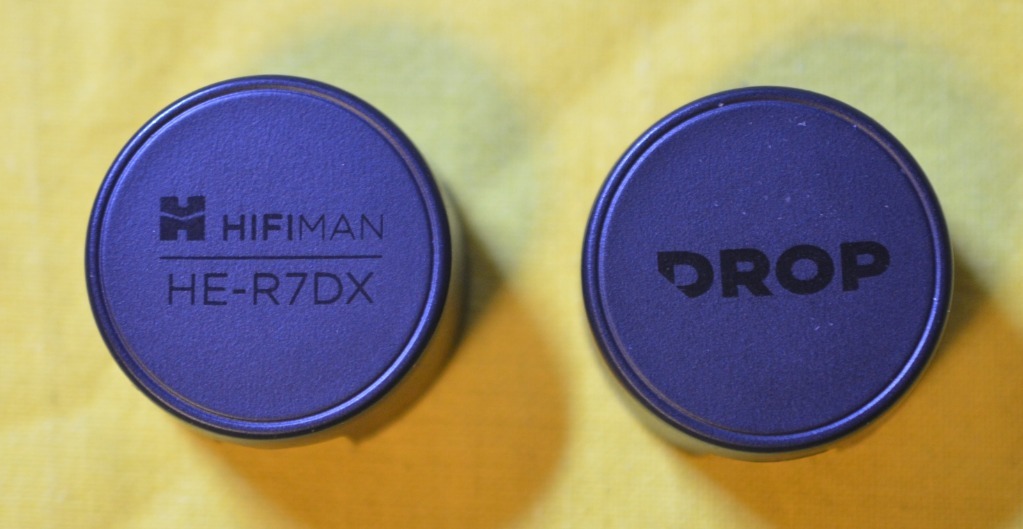 HIFIMAN
HE-R7DX
DROP